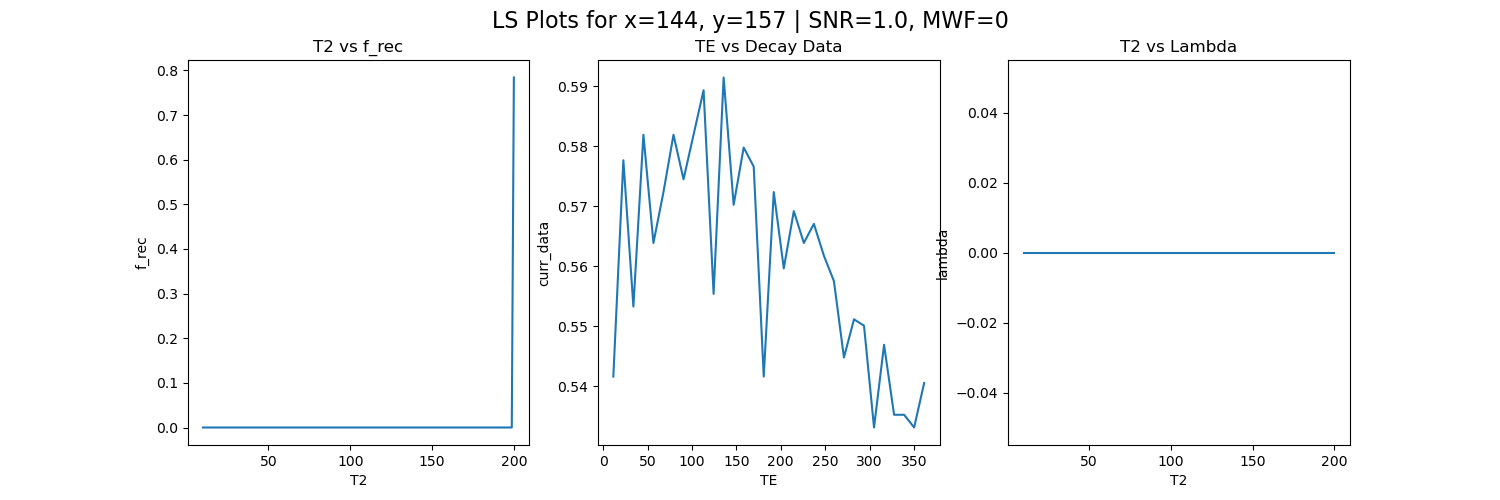 LS Plots for x=144, y=157 | SNR=1.0, MWF=0
T2 vs f_rec
0.8
0.7
0.6
0.5
0.4
0.3
0.2
0.1
0.0
f_rec
50 100 150 200
T2
TE vs Decay Data
0.59
0.58
0.57
0.56
0.55
0.54
curr_data
0 50 100 150 200 250 300 350
TE
T2 vs Lambda
0.04
0.02
0.00
−0.02
−0.04
lambda
50 100 150 200
T2